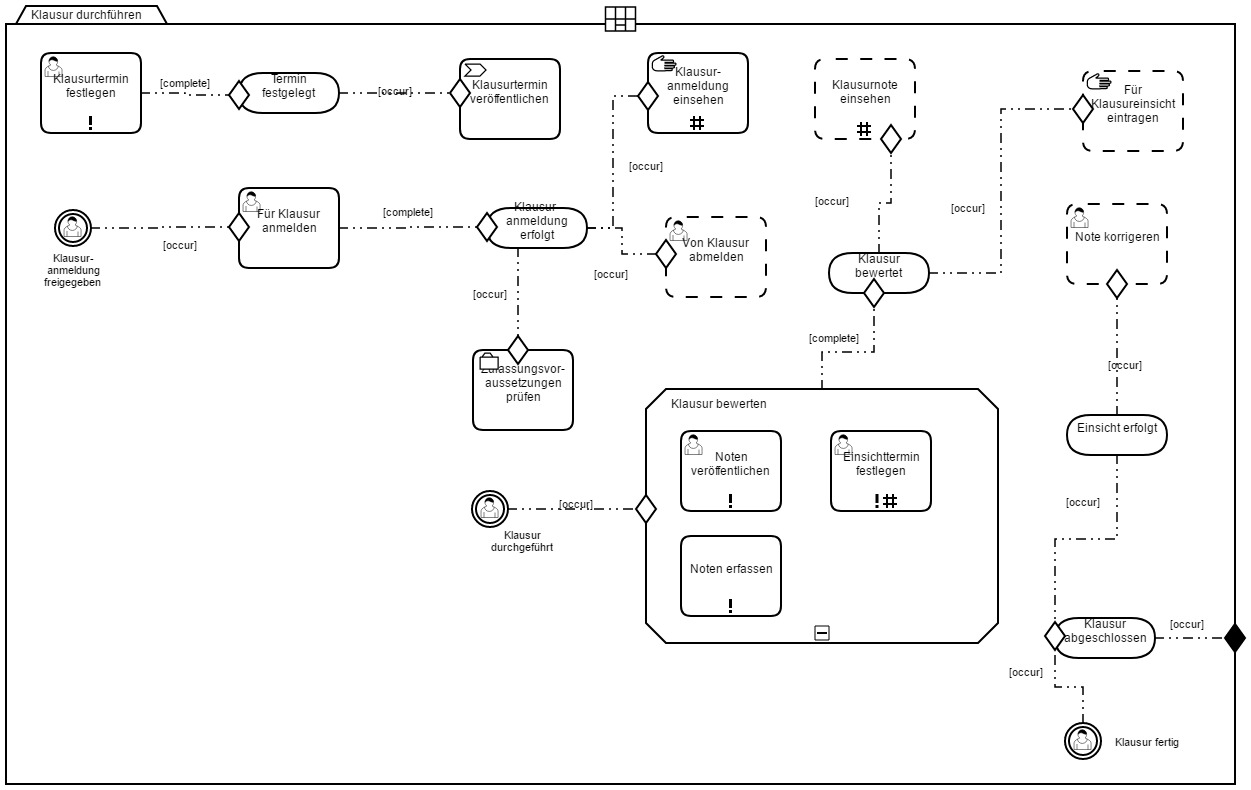 Klausur durchführen
Klausurtermin
festlegen
[complete]
Termin
festgelegt
[occur]
Klausurtermin
veröffentlichen
Klausur-
anmeldung
einsehen
Klausurnote
einsehen
Für
Klausureinsicht
eintragen
[occur]
[occur]
[occur]
Klausur-
anmeldung
freigegeben
[occur]
Für Klausur
anmelden
[complete]
Klausur
anmeldung
erfolgt
[occur]
Von Klausur
abmelden
Klausur
bewertet
Note korrigeren
[occur]
Zulassungsvor-
aussetzungen
prüfen
[complete]
[occur]
Klausur bewerten
Noten
veröffentlichen
Einsichttermin
festlegen
Einsicht erfolgt
[occur]
[occur]
Klausur
durchgeführt
Noten erfassen
Klausur
abgeschlossen
[occur]
[occur]
Klausur fertig